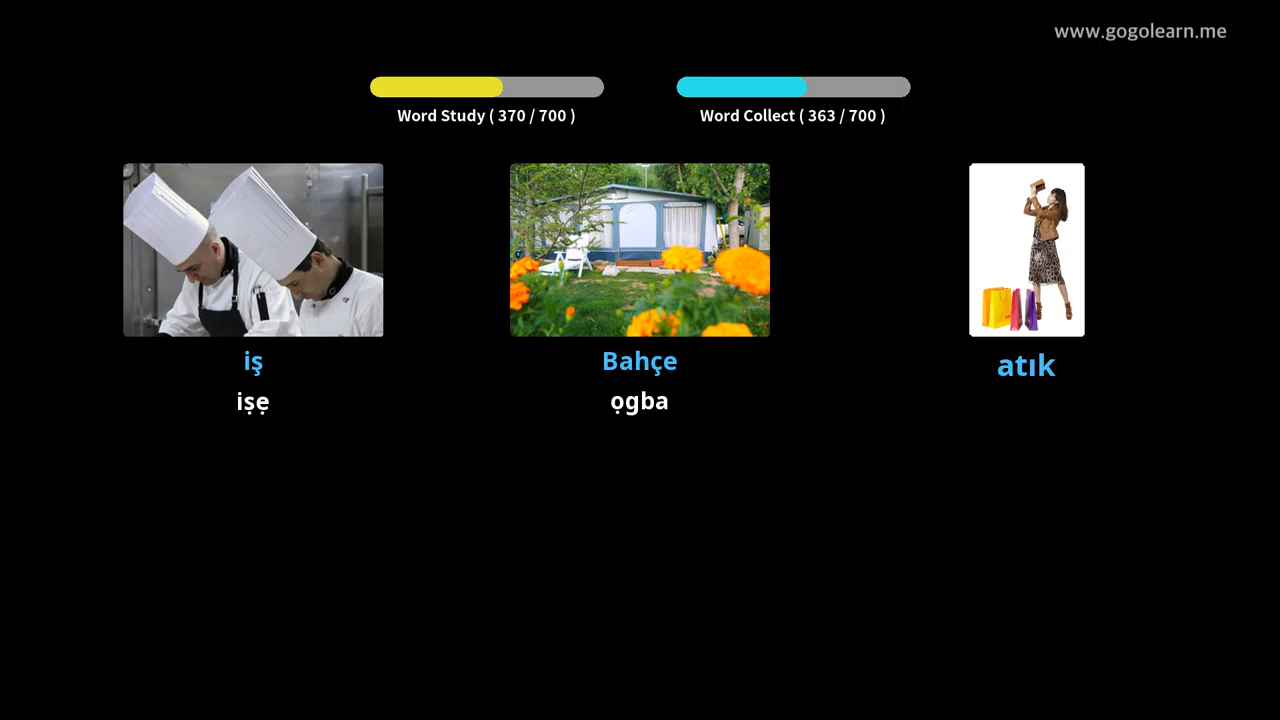 www.gogolearn.me
Word Study ( 370 / 700 )
Word Collect ( 363 / 700 )
iş
iṣẹ
Bahçe
ọgba
atık